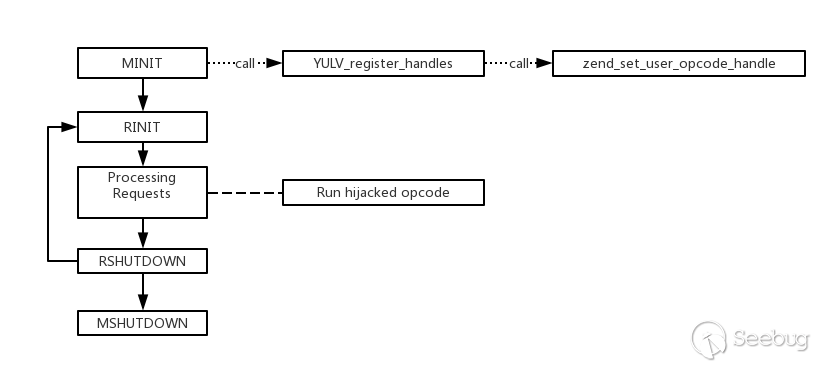 MINIT
call
YULV_register_handles
call
zend_set_user_opcode_handle
RINIT
Processing
Requests
Run hijacked opcode
RSHUTDOWN
MSHUTDOWN
Seebug